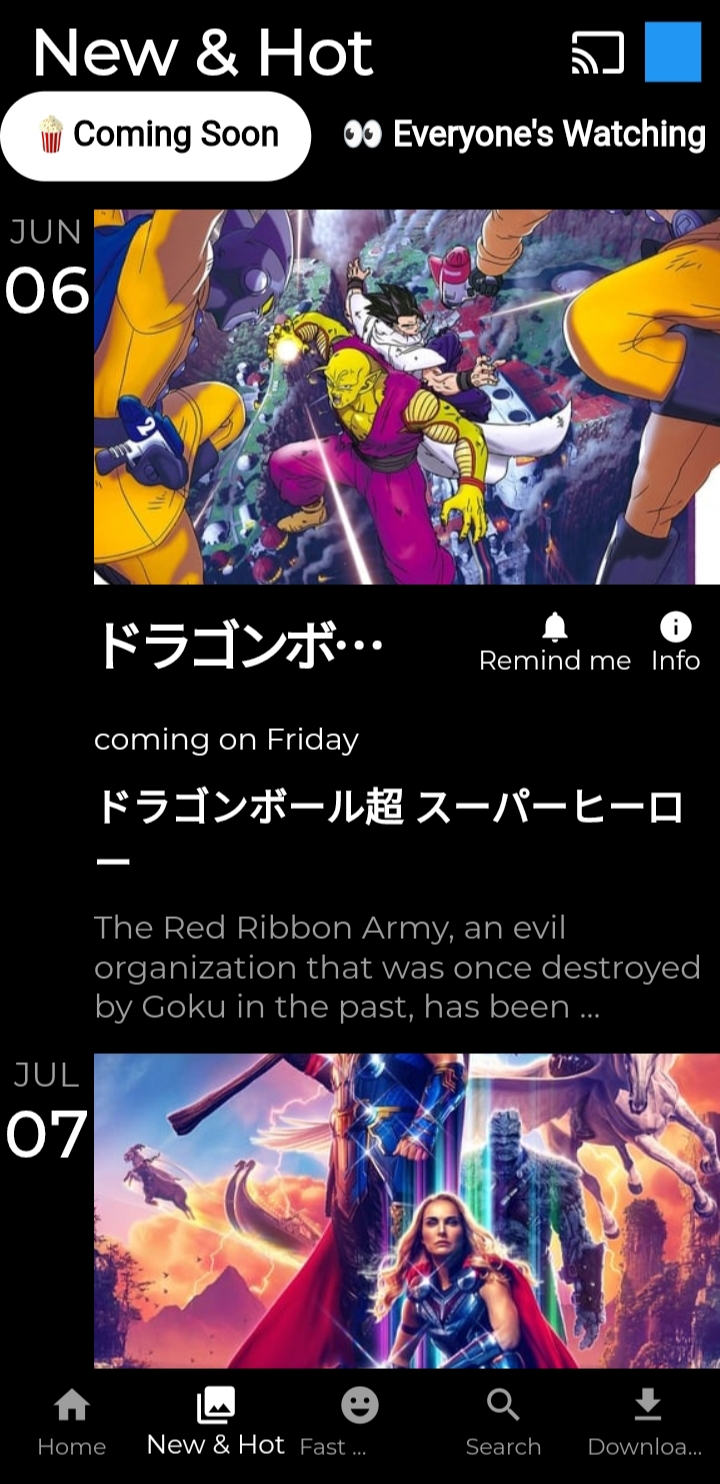 New & Hot
🍿 Coming Soon
👀 Everyone's Watching
JUN
06
2
ドラゴンボ…
Remind me
Info
coming on Friday
ドラゴンボール超 スーパーヒーロ
ー
The Red Ribbon Army, an evil
organization that was once destroyed
by Goku in the past, has been ...
JUL
07
Home
New & Hot
Fast ...
Search
Downloa...